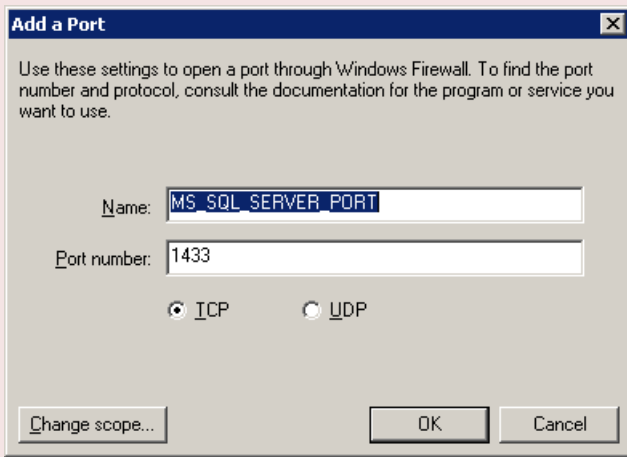 Add a Port
Use these settings to open a port through Windows Firewall. To find the port
number and protocol, consult the documentation for the program or service you
want to use.
Name: MS_SQL_SERVER_PORT
Port number: 1433
TCP UDP
Change scope... OK Cancel